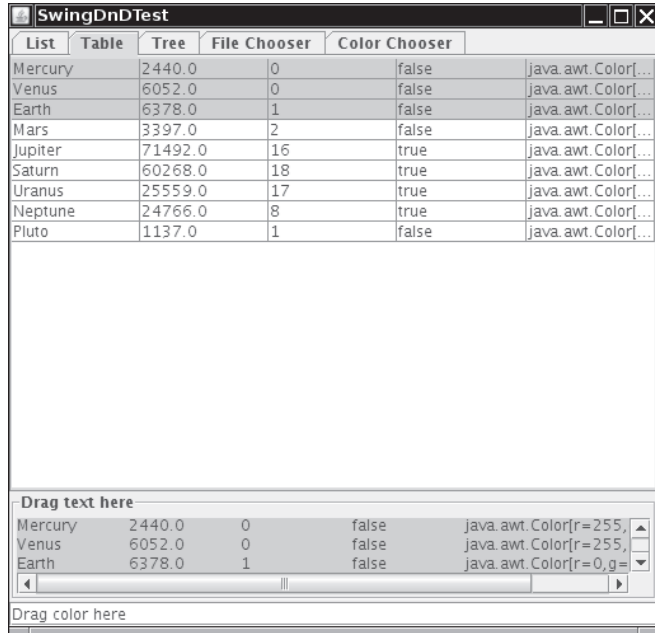 SwingDnDTest
List Table Tree File Chooser Color Chooser
Mercury 2440.0 0 false java.awt.Color[...
Venus 6052.0 0 false java.awt.Color[...
Earth 6378.0 1 false java.awt.Color[...
Mars 3397.0 2 false java.awt.Color[...
Jupiter 71492.0 16 true java.awt.Color[...
Saturn 60268.0 18 true java.awt.Color[...
Uranus 25559.0 17 true java.awt.Color[...
Neptune 24766.0 8 true java.awt.Color[...
Pluto 1137.0 1 false java.awt.Color[...
Drag text here
Mercury 2440.0 0 false java.awt.Color[r=255,
Venus 6052.0 0 false java.awt.Color[r=255,
Earth 6378.0 1 false java.awt.Color[r=0,g=
Drag color here